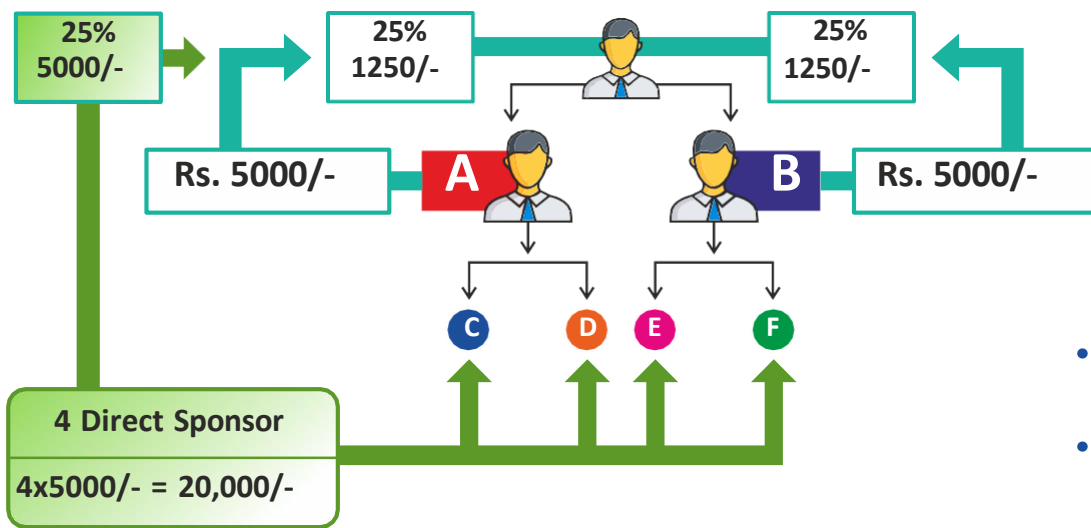 25%
5000/-
25%
1250/-
25%
1250/-
Rs. 5000/-
A
B
Rs. 5000/-
C
D
E
F
4 Direct Sponsor
4x5000/- = 20,000/-